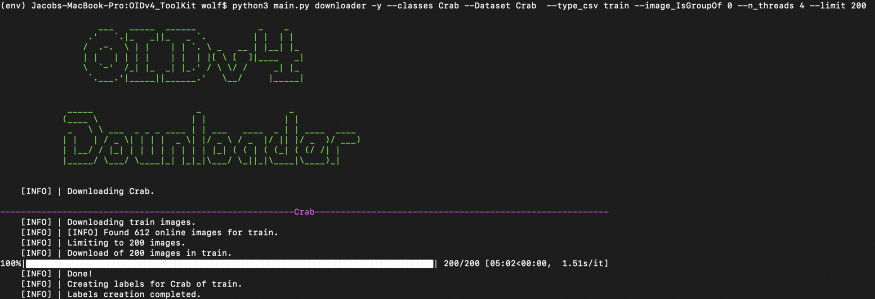 (env) Jacobs-MacBook-Pro:OIDv4_ToolKit wolf$ python3 main.py downloader -y --classes Crab --Dataset Crab  --type_csv train --image_IsGroupOf 0 --n_threads 4 --limit 200
OIDv4
Downloader
[INFO] | Downloading Crab.
Crab
[INFO] | Downloading train images.
[INFO] | [INFO] Found 612 online images for train.
[INFO] | Limiting to 200 images.
[INFO] | Download of 200 images in train.
100%| | 200/200 [05:02<00:00,  1.51s/it]
[INFO] | Done!
[INFO] | Creating labels for Crab of train.
[INFO] | Labels creation completed.